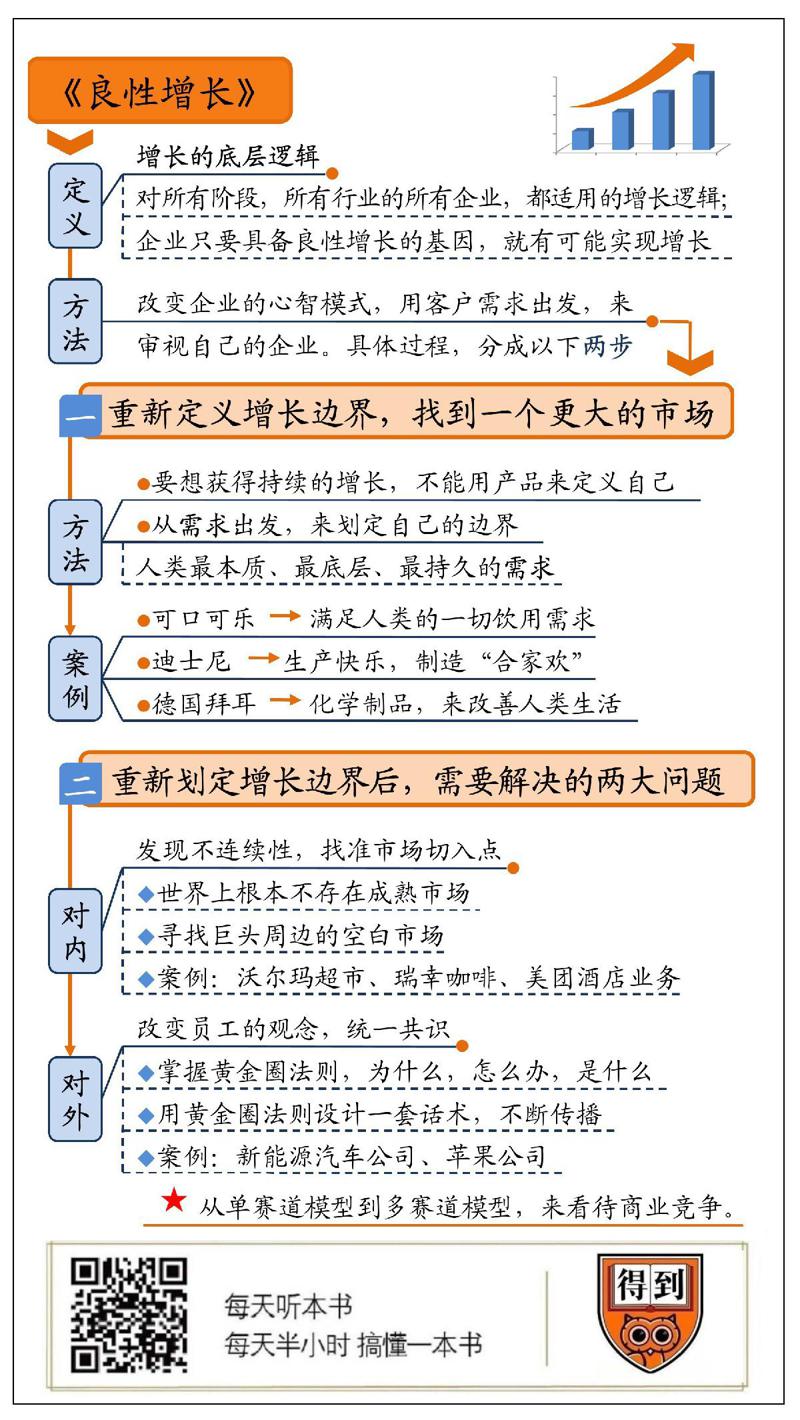 《良性增长》
定义
增长的底层逻辑
对所有阶段，所有行业的所有企业，都适用的增长逻辑；
企业只要具备良性增长的基因，就有可能实现增长
方法
改变企业的心智模式，用客户需求出发，来
审视自己的企业。具体过程，分成以下两步
一 重新定义增长边界，找到一个更大的市场
方法
●要想获得持续的增长，不能用产品来定义自己
●从需求出发，来划定自己的边界
人类最本质、最底层、最持久的需求
案例
●可口可乐 → 满足人类的一切饮用需求
●迪士尼 → 生产快乐，制造“合家欢”
●德国拜耳 → 化学制品，来改善人类生活
二 重新划定增长边界后，需要解决的两大问题
对内
发现不连续性，找准市场切入点
◆世界上根本不存在成熟市场
◆寻找巨头周边的空白市场
◆案例：沃尔玛超市、瑞幸咖啡、美团酒店业务
对外
改变员工的观念，统一共识
◆掌握黄金圈法则，为什么，怎么办，是什么
◆用黄金圈法则设计一套话术，不断传播
◆案例：新能源汽车公司、苹果公司
★ 从单赛道模型到多赛道模型，来看待商业竞争。
每天听本书
每天半小时 搞懂一本书
得到